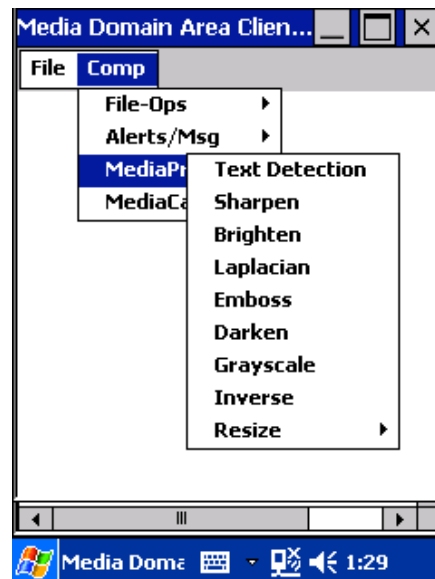 Media Domain Area Clien...
File Comp
File-Ops
Alerts/Msg
MediaPr
MediaCa
Text Detection
Sharpen
Brighten
Laplacian
Emboss
Darken
Grayscale
Inverse
Resize
Media Doma 1:29